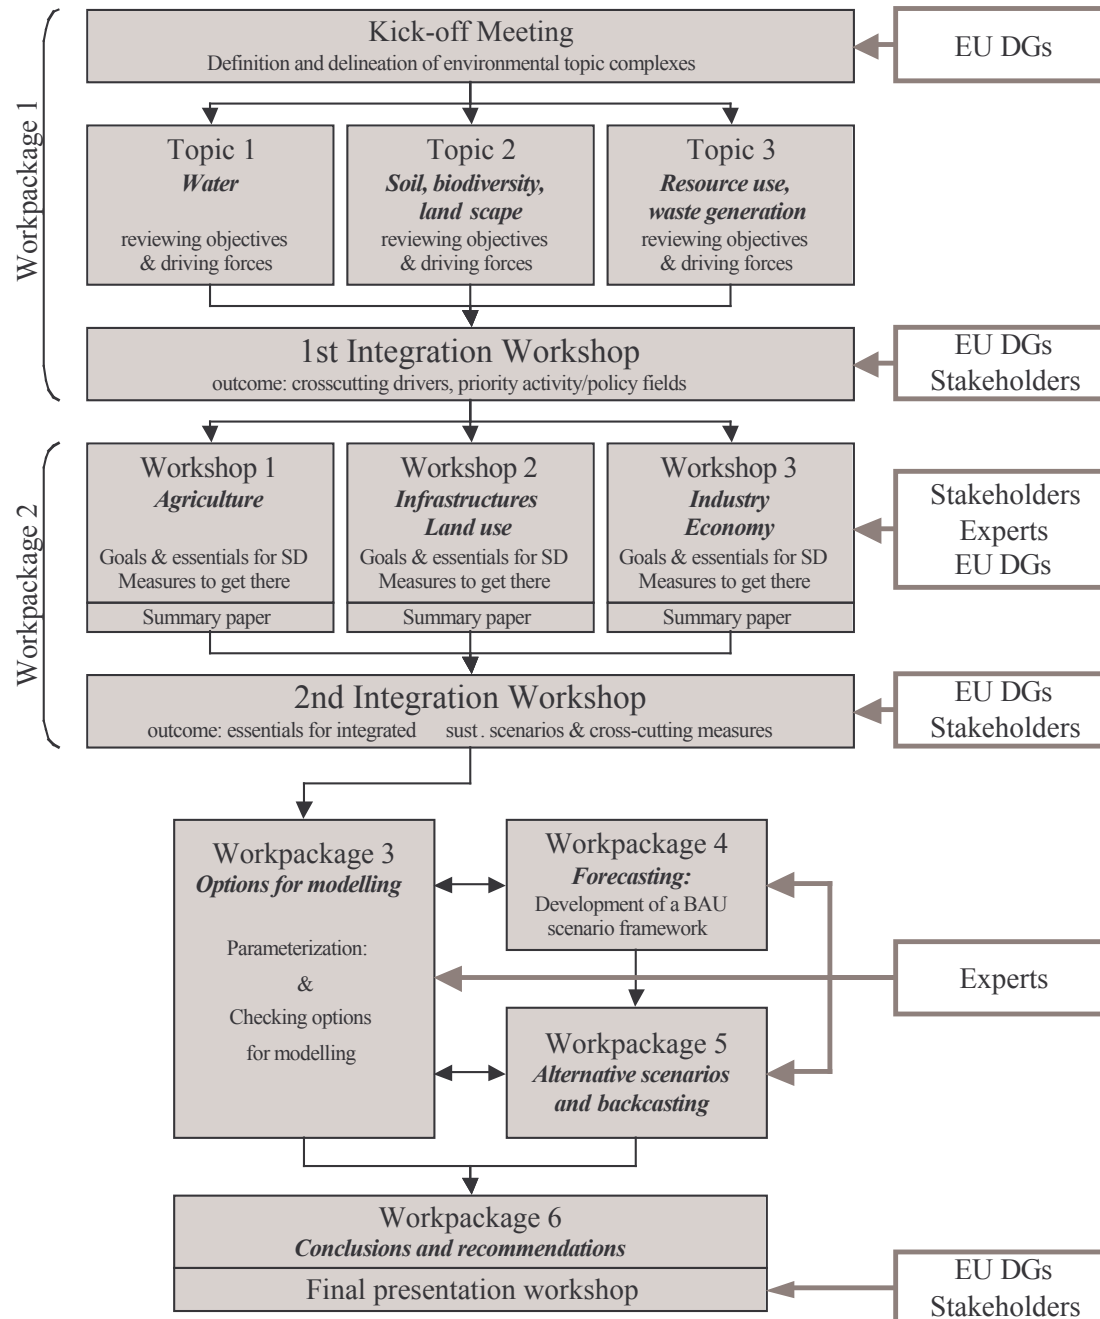 Workpackage 1
Kick-off Meeting
Definition and delineation of environmental topic complexes
EU DGs
Topic 1
Water
reviewing objectives
& driving forces
Topic 2
Soil, biodiversity,
land scape
reviewing objectives
& driving forces
Topic 3
Resource use,
waste generation
reviewing objectives
& driving forces
1st Integration Workshop
outcome: crosscutting drivers, priority activity/policy fields
EU DGs
Stakeholders
Workpackage 2
Workshop 1
Agriculture
Goals & essentials for SD
Measures to get there
Summary paper
Workshop 2
Infrastructures
Land use
Goals & essentials for SD
Measures to get there
Summary paper
Workshop 3
Industry
Economy
Goals & essentials for SD
Measures to get there
Summary paper
Stakeholders
Experts
EU DGs
2nd Integration Workshop
outcome: essentials for integrated sust. scenarios & cross-cutting measures
EU DGs
Stakeholders
Workpackage 3
Options for modelling
Parameterization:
&
Checking options
for modelling
Workpackage 4
Forecasting:
Development of a BAU
scenario framework
Experts
Workpackage 5
Alternative scenarios
and backcasting
Workpackage 6
Conclusions and recommendations
Final presentation workshop
EU DGs
Stakeholders